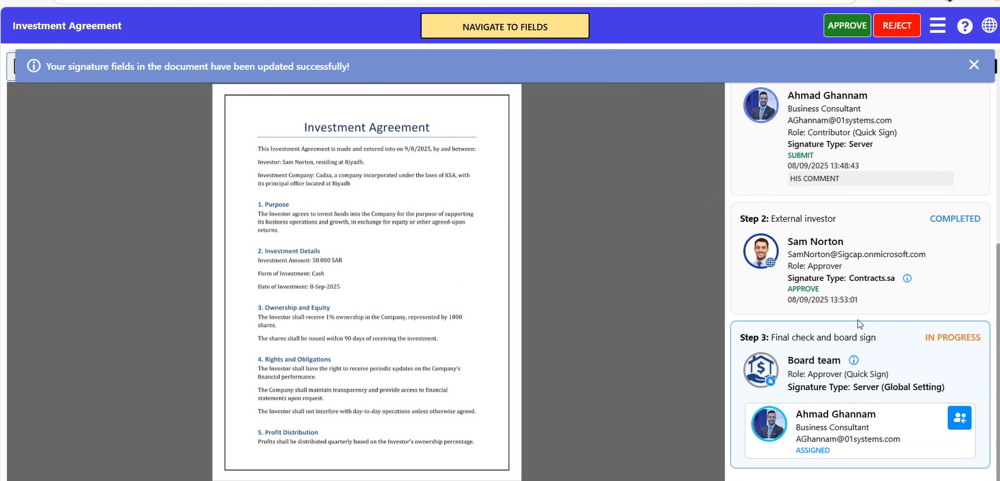 Investment Agreement
NAVIGATE TO FIELDS
APPROVE
REJECT
?
Your signature fields in the document have been updated successfully!
Investment Agreement
This Investment Agreement is made and entered into on 9/8/2025, by and between:
Investor: Sam Norton, residing at Riyadh.
Investment Company: Cadaa, a company incorporated under the laws of KSA, with
its principal office located at Riyadh
1. Purpose
The Investor agrees to invest funds into the Company for the purpose of supporting
its business operations and growth, in exchange for equity or other agreed-upon
returns.
2. Investment Details
Investment Amount: 50.000 SAR
Form of Investment: Cash
Date of Investment: 8-Sep-2025
3. Ownership and Equity
The Investor shall receive 1% ownership in the Company, represented by 1000
shares.
The shares shall be issued within 90 days of receiving the investment.
4. Rights and Obligations
The Investor shall have the right to receive periodic updates on the Company's
financial performance.
The Company shall maintain transparency and provide access to financial
statements upon request.
The Investor shall not interfere with day-to-day operations unless otherwise agreed.
5. Profit Distribution
Profits shall be distributed quarterly based on the Investor's ownership percentage.
Ahmad Ghannam
Business Consultant
AGhannam@01systems.com
Role: Contributor (Quick Sign)
Signature Type: Server
SUBMIT
08/09/2025 13:48:43
HIS COMMENT
Step 2: External investor
COMPLETED
Sam Norton
SamNorton@Sigcap.onmicrosoft.com
Role: Approver
Signature Type: Contracts.sa
APPROVE
08/09/2025 13:53:01
Step 3: Final check and board sign
IN PROGRESS
Board team
Role: Approver (Quick Sign)
Signature Type: Server (Global Setting)
Ahmad Ghannam
Business Consultant
AGhannam@01systems.com
ASSIGNED